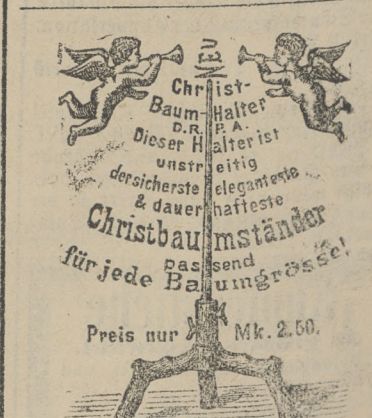 NEU
Christ-
Baum-Halter
D.R.P.A.
Dieser Halter ist
unstreitig
der sicherste eleganteste
& dauerhafteste
Christbaumständer
passend
für jede Baumgrösse!
Preis nur Mk. 2.50.